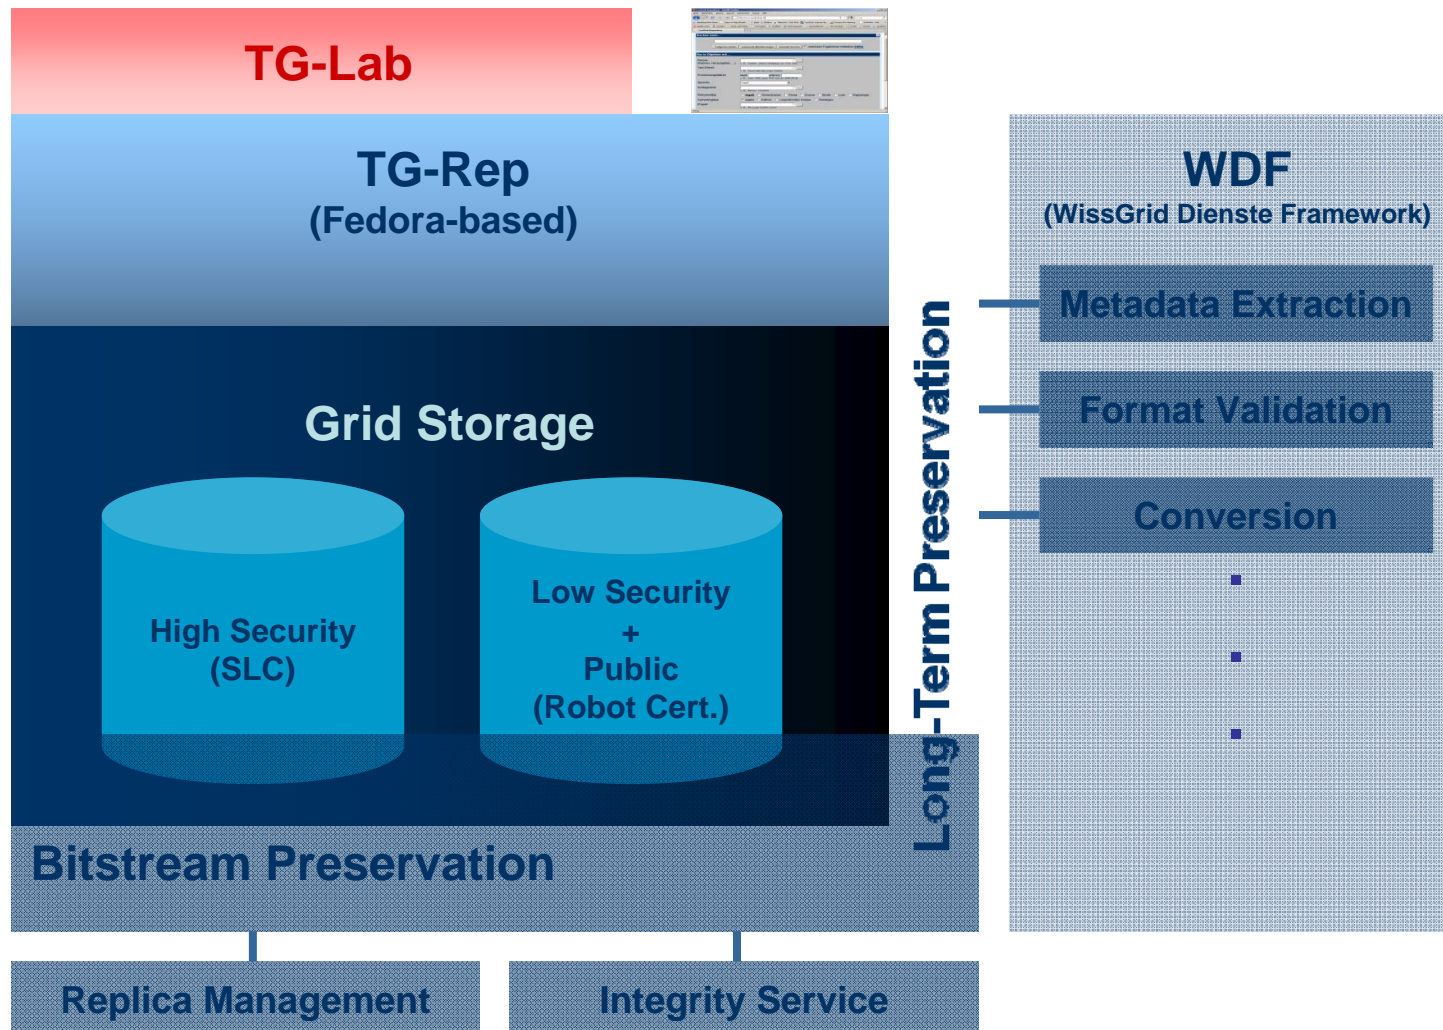 TG-Lab
TG-Rep
(Fedora-based)
Grid Storage
High Security
(SLC)
Low Security
+
Public
(Robot Cert.)
Bitstream Preservation
Replica Management
Integrity Service
Long-Term Preservation
WDF
(WissGrid Dienste Framework)
Metadata Extraction
Format Validation
Conversion